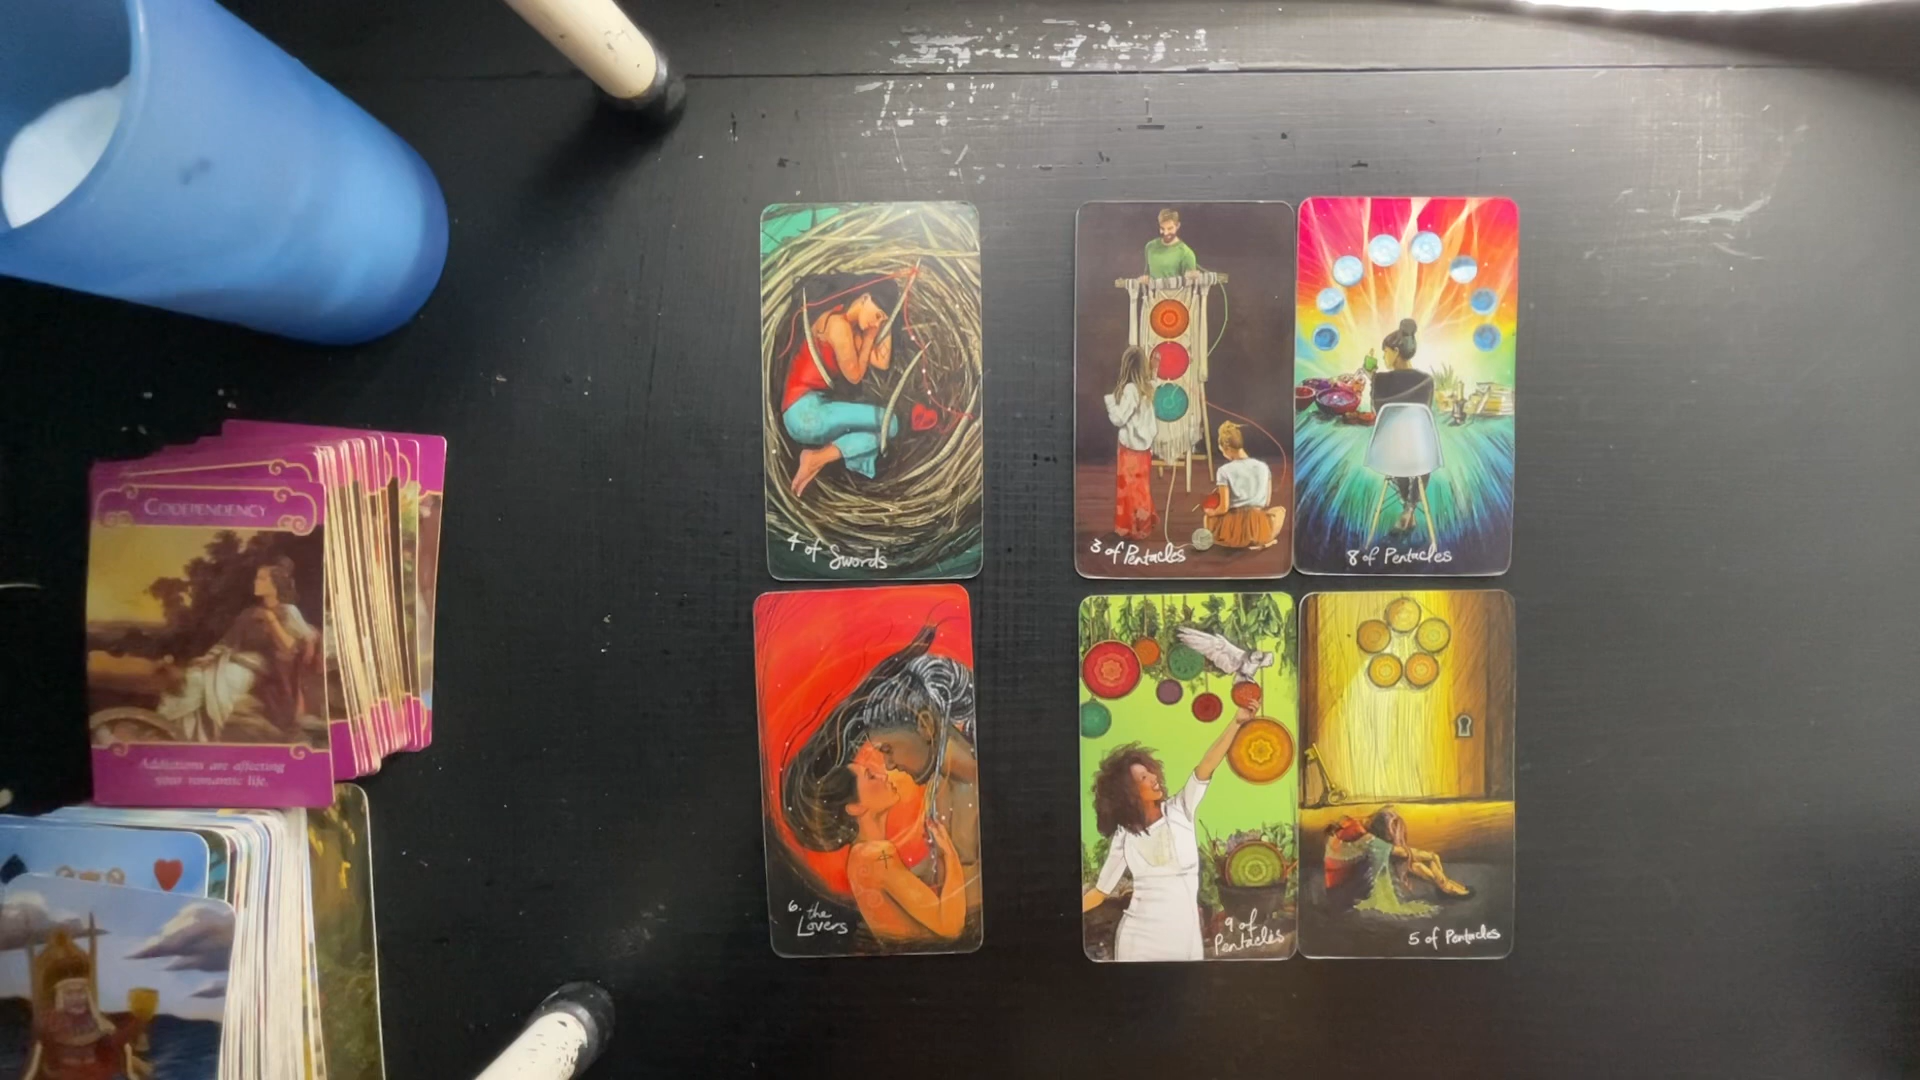 CODEPENDENCY
Addictions are affecting
your romantic life.
4 of Swords
3 of Pentacles
8 of Pentacles
6. the
Lovers
9 of
Pentacles
5 of Pentacles